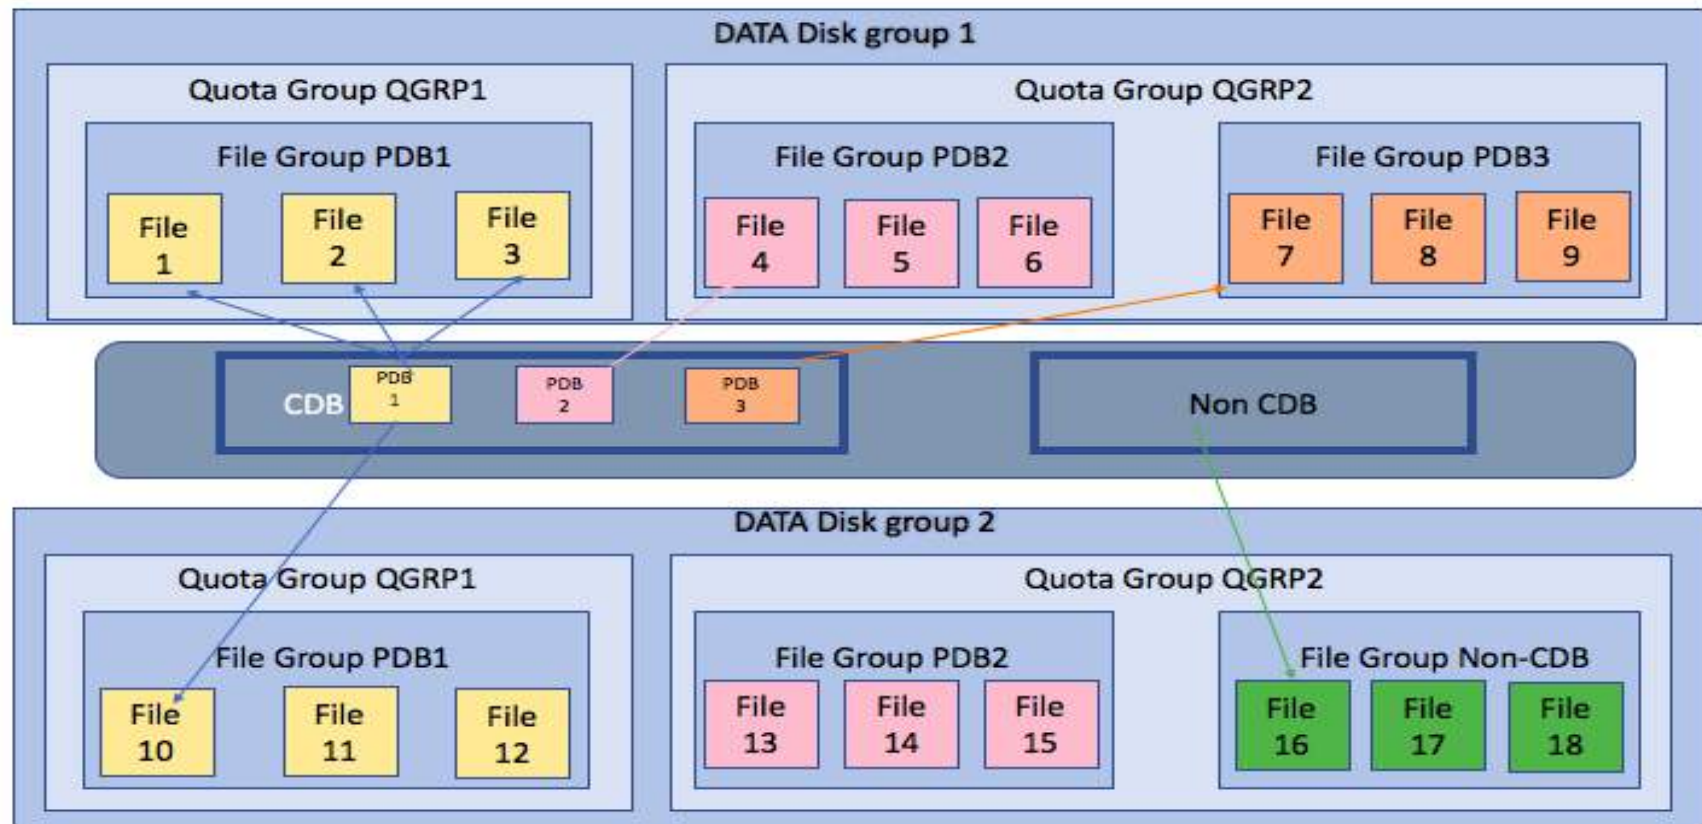 DATA Disk group 1
Quota Group QGRP1
Quota Group QGRP2
File Group PDB1
File Group PDB2
File Group PDB3
File
1
File
2
File
3
File
4
File
5
File
6
File
7
File
8
File
9
CDB
PDB
1
PDB
2
PDB
3
Non CDB
DATA Disk group 2
Quota Group QGRP1
Quota Group QGRP2
File Group PDB1
File Group PDB2
File Group Non-CDB
File
10
File
11
File
12
File
13
File
14
File
15
File
16
File
17
File
18